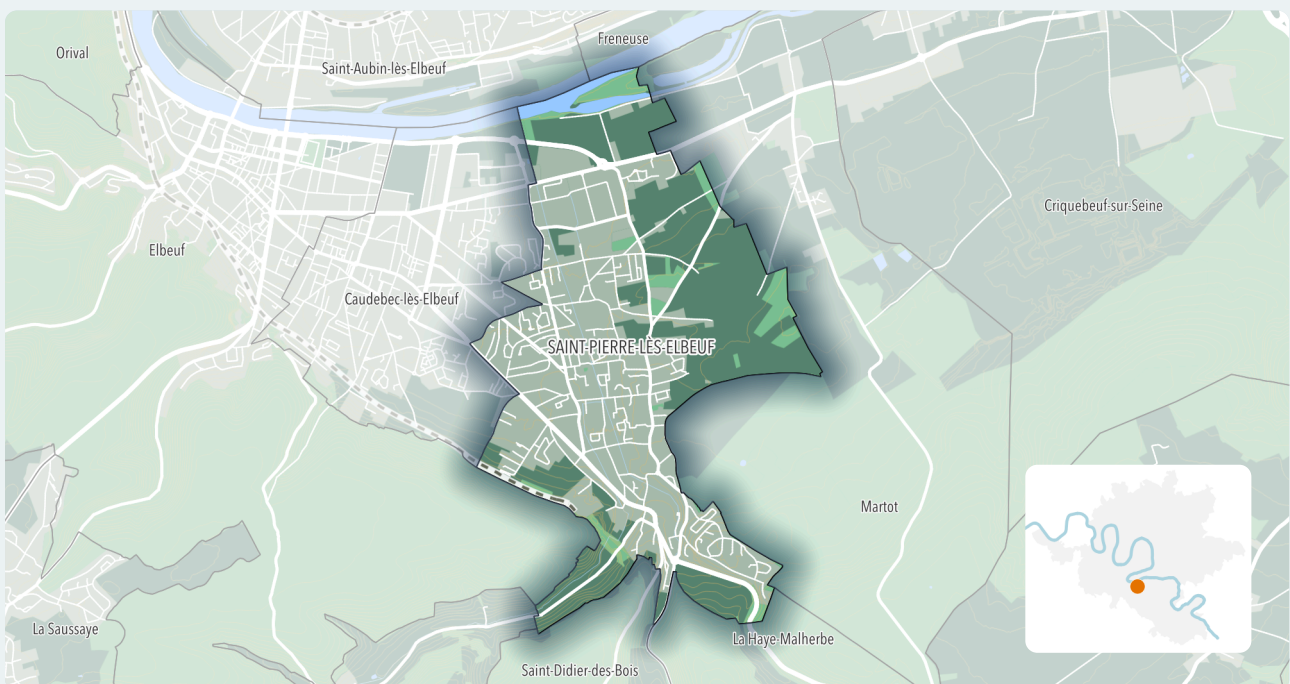 Freneuse
Orival
Saint-Aubin-lès-Elbeuf
Criquebeuf-sur-Seine
Elbeuf
Caudebec-lès-Elbeuf
SAINT-PIERRE-LÈS-ELBEUF
Martot
La Saussaye
La Haye-Malherbe
Saint-Didier-des-Bois